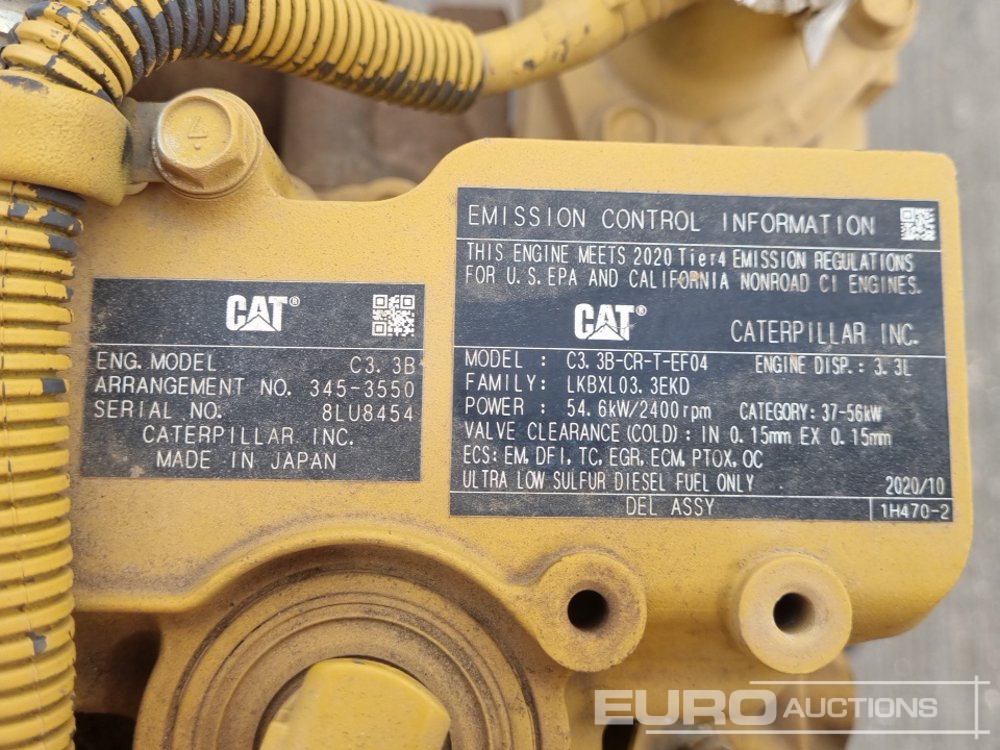 4
CAT®
ENG. MODEL C3.3B
ARRANGEMENT NO. 345-3550
SERIAL NO. 8LU8454
CATERPILLAR INC.
MADE IN JAPAN
EMISSION CONTROL INFORMATION
THIS ENGINE MEETS 2020 Tier4 EMISSION REGULATIONS
FOR U.S. EPA AND CALIFORNIA NONROAD CI ENGINES.
CAT® CATERPILLAR INC.
MODEL : C3.3B-CR-T-EF04 ENGINE DISP.: 3.3L
FAMILY: LKBXL03.3EKD
POWER : 54.6kW/2400rpm CATEGORY: 37-56kW
VALVE CLEARANCE (COLD) : IN 0.15mm EX 0.15mm
ECS: EM, DFI, TC, EGR, ECM, PTOX, OC
ULTRA LOW SULFUR DIESEL FUEL ONLY 2020/10
DEL ASSY 1H470-2
EURO AUCTIONS